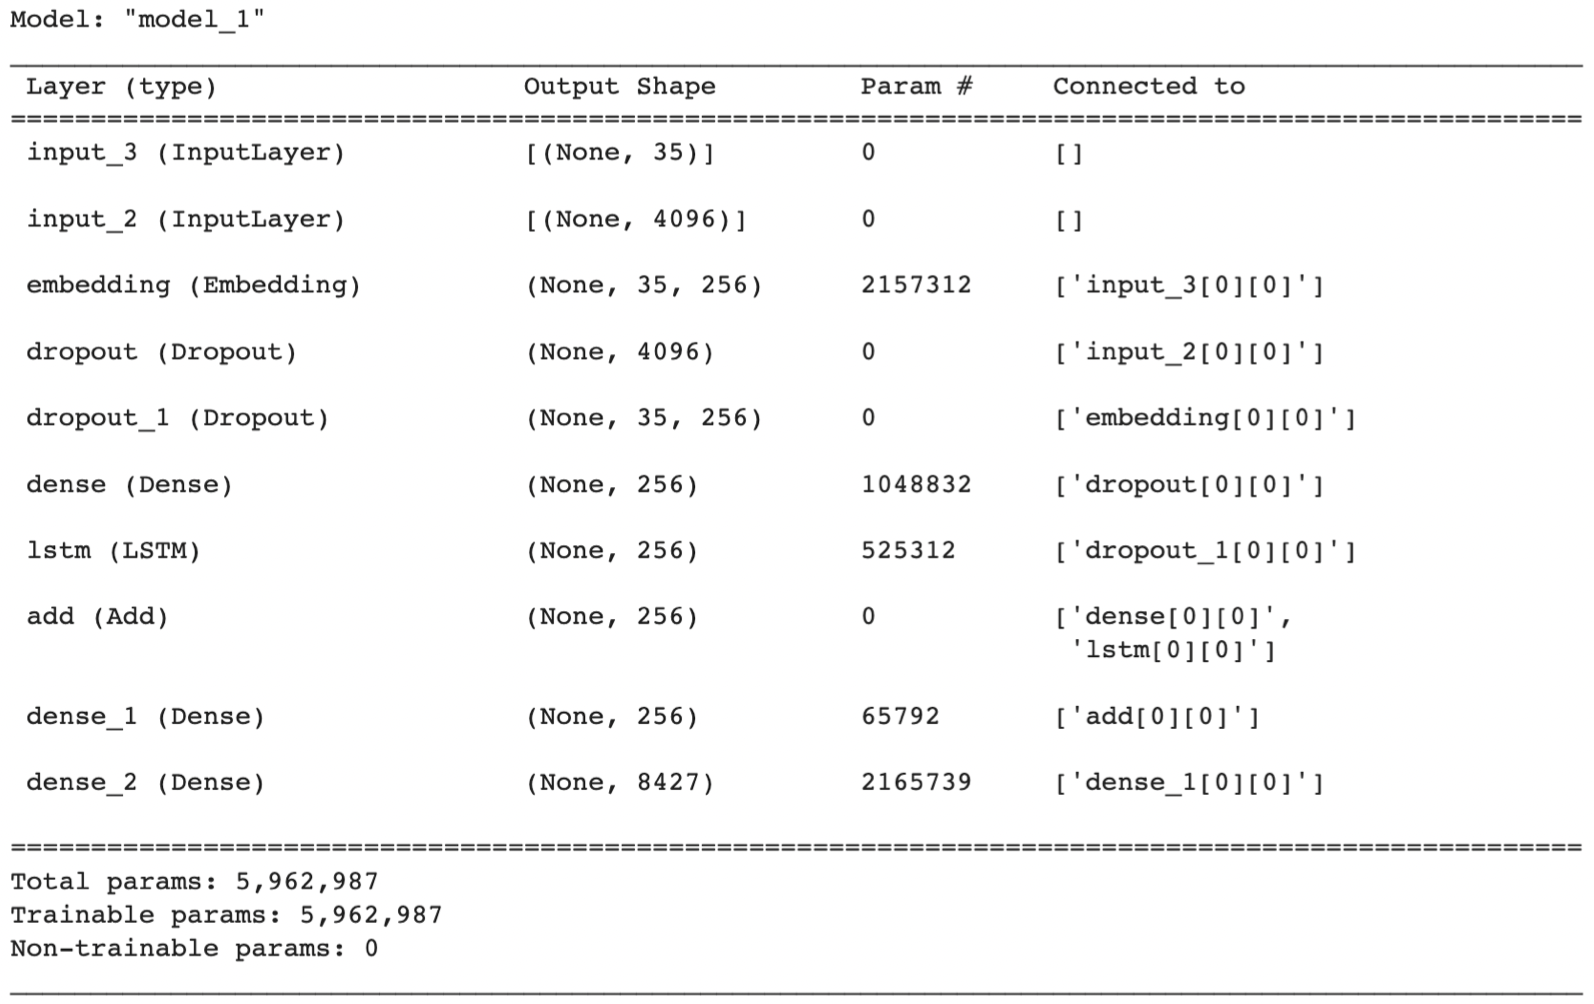 Model: "model_1"
Layer (type) Output Shape Param # Connected to
input_3 (InputLayer) [(None, 35)] 0 []
input_2 (InputLayer) [(None, 4096)] 0 []
embedding (Embedding) (None, 35, 256) 2157312 ['input_3[0][0]']
dropout (Dropout) (None, 4096) 0 ['input_2[0][0]']
dropout_1 (Dropout) (None, 35, 256) 0 ['embedding[0][0]']
dense (Dense) (None, 256) 1048832 ['dropout[0][0]']
lstm (LSTM) (None, 256) 525312 ['dropout_1[0][0]']
add (Add) (None, 256) 0 ['dense[0][0]',
'lstm[0][0]']
dense_1 (Dense) (None, 256) 65792 ['add[0][0]']
dense_2 (Dense) (None, 8427) 2165739 ['dense_1[0][0]']
Total params: 5,962,987
Trainable params: 5,962,987
Non-trainable params: 0